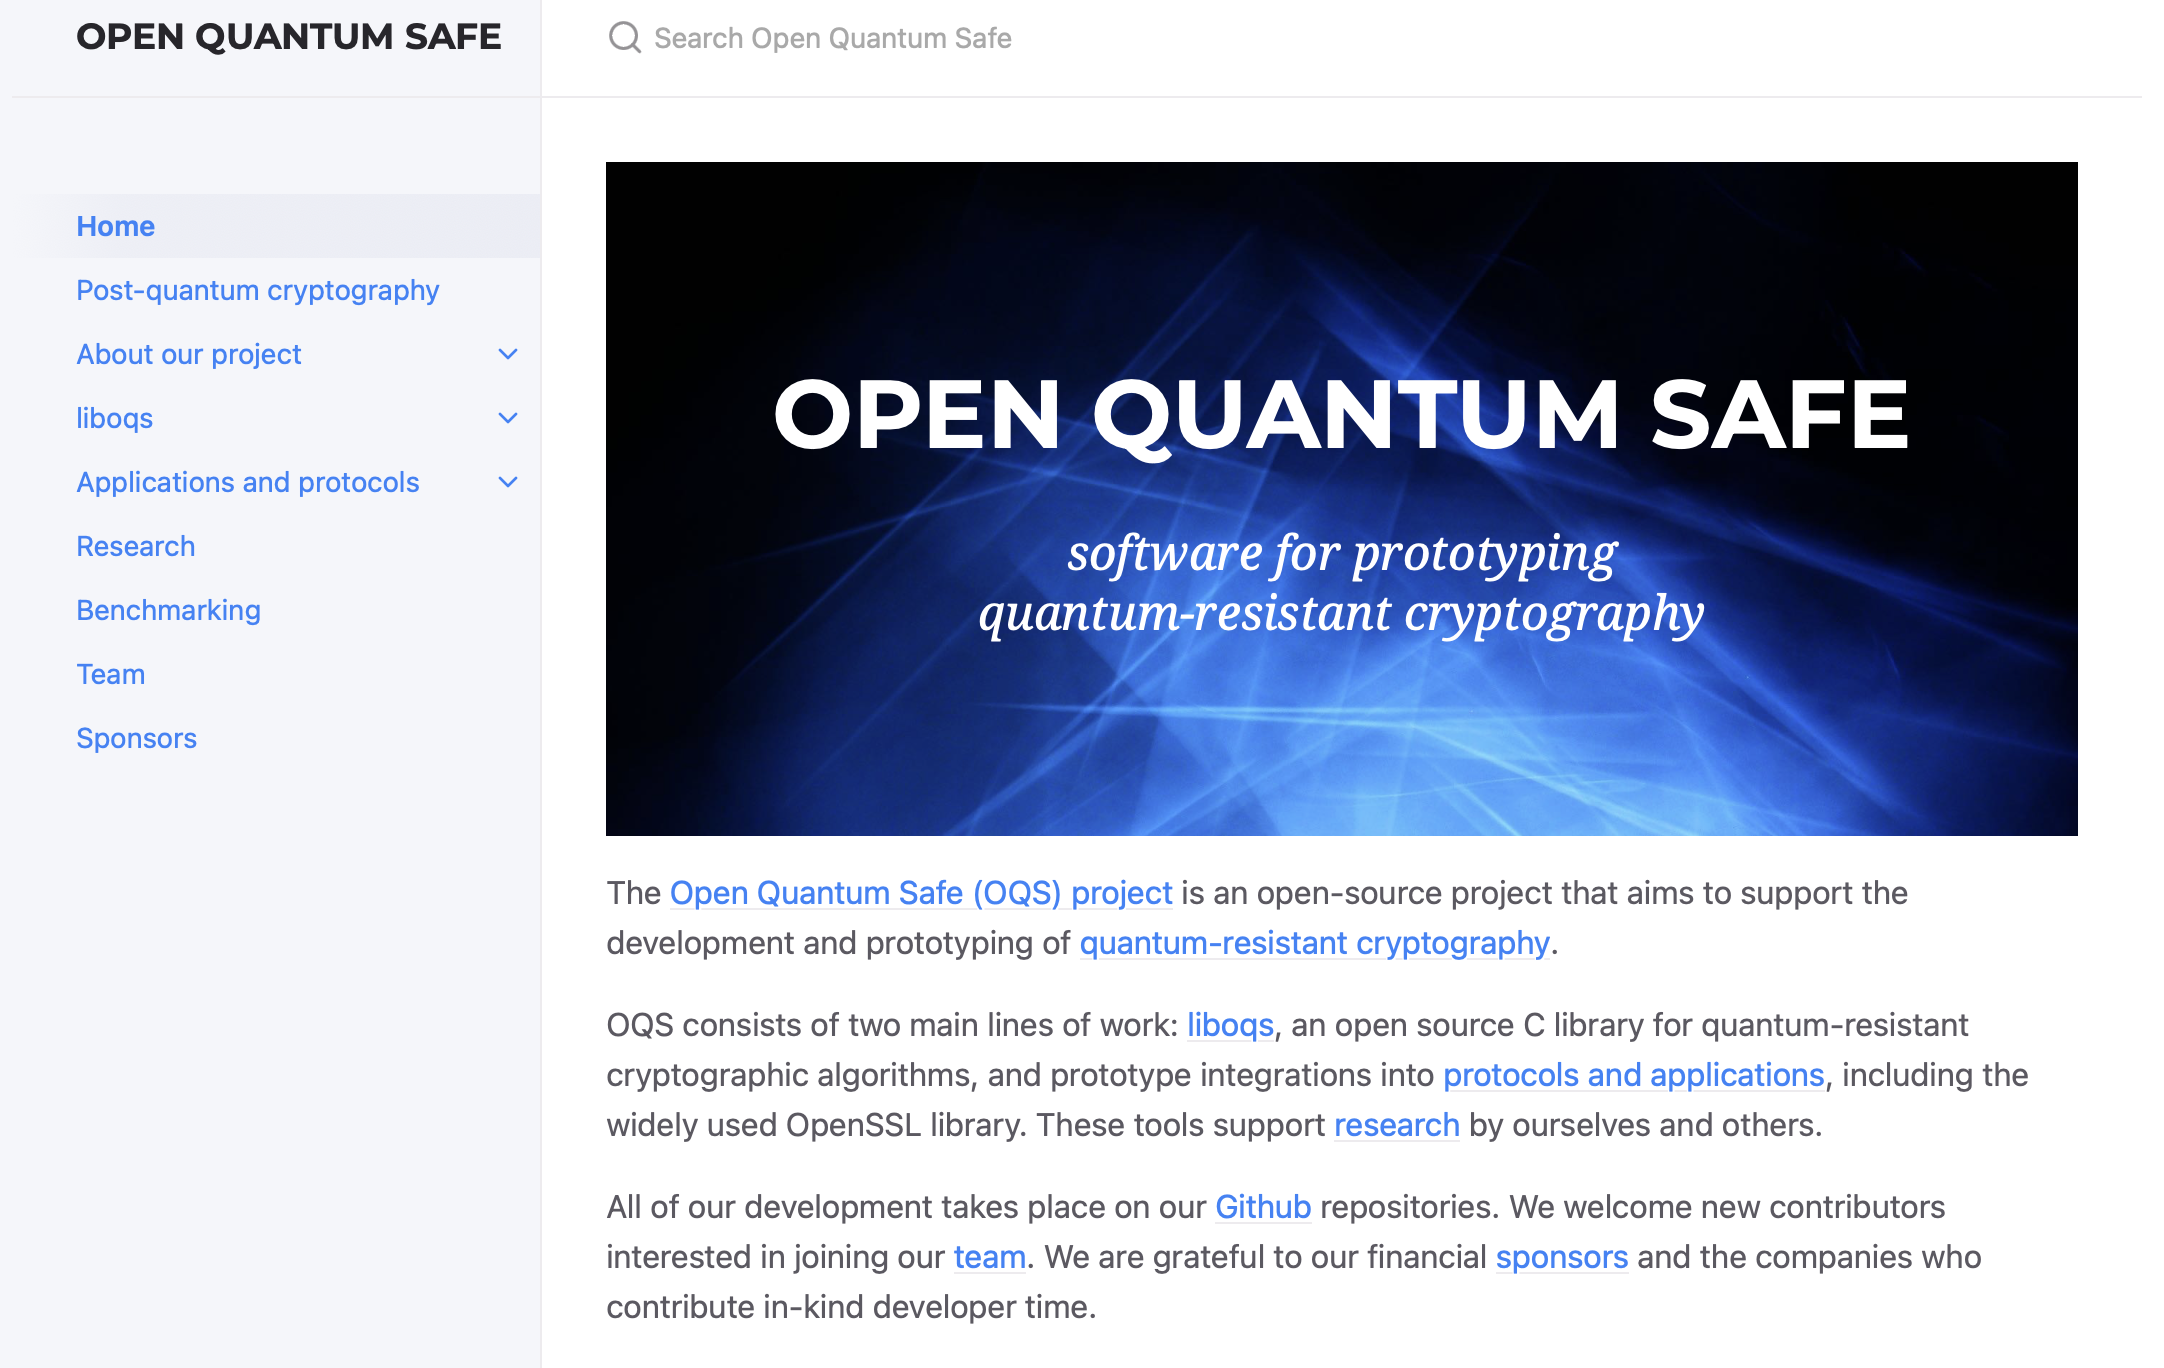 OPEN QUANTUM SAFE
Search Open Quantum Safe
Home
Post-quantum cryptography
About our project
liboqs
Applications and protocols
Research
Benchmarking
Team
Sponsors
OPEN QUANTUM SAFE
software for prototyping
quantum-resistant cryptography
The Open Quantum Safe (OQS) project is an open-source project that aims to support the
development and prototyping of quantum-resistant cryptography.
OQS consists of two main lines of work: liboqs, an open source C library for quantum-resistant
cryptographic algorithms, and prototype integrations into protocols and applications, including the
widely used OpenSSL library. These tools support research by ourselves and others.
All of our development takes place on our Github repositories. We welcome new contributors
interested in joining our team. We are grateful to our financial sponsors and the companies who
contribute in-kind developer time.